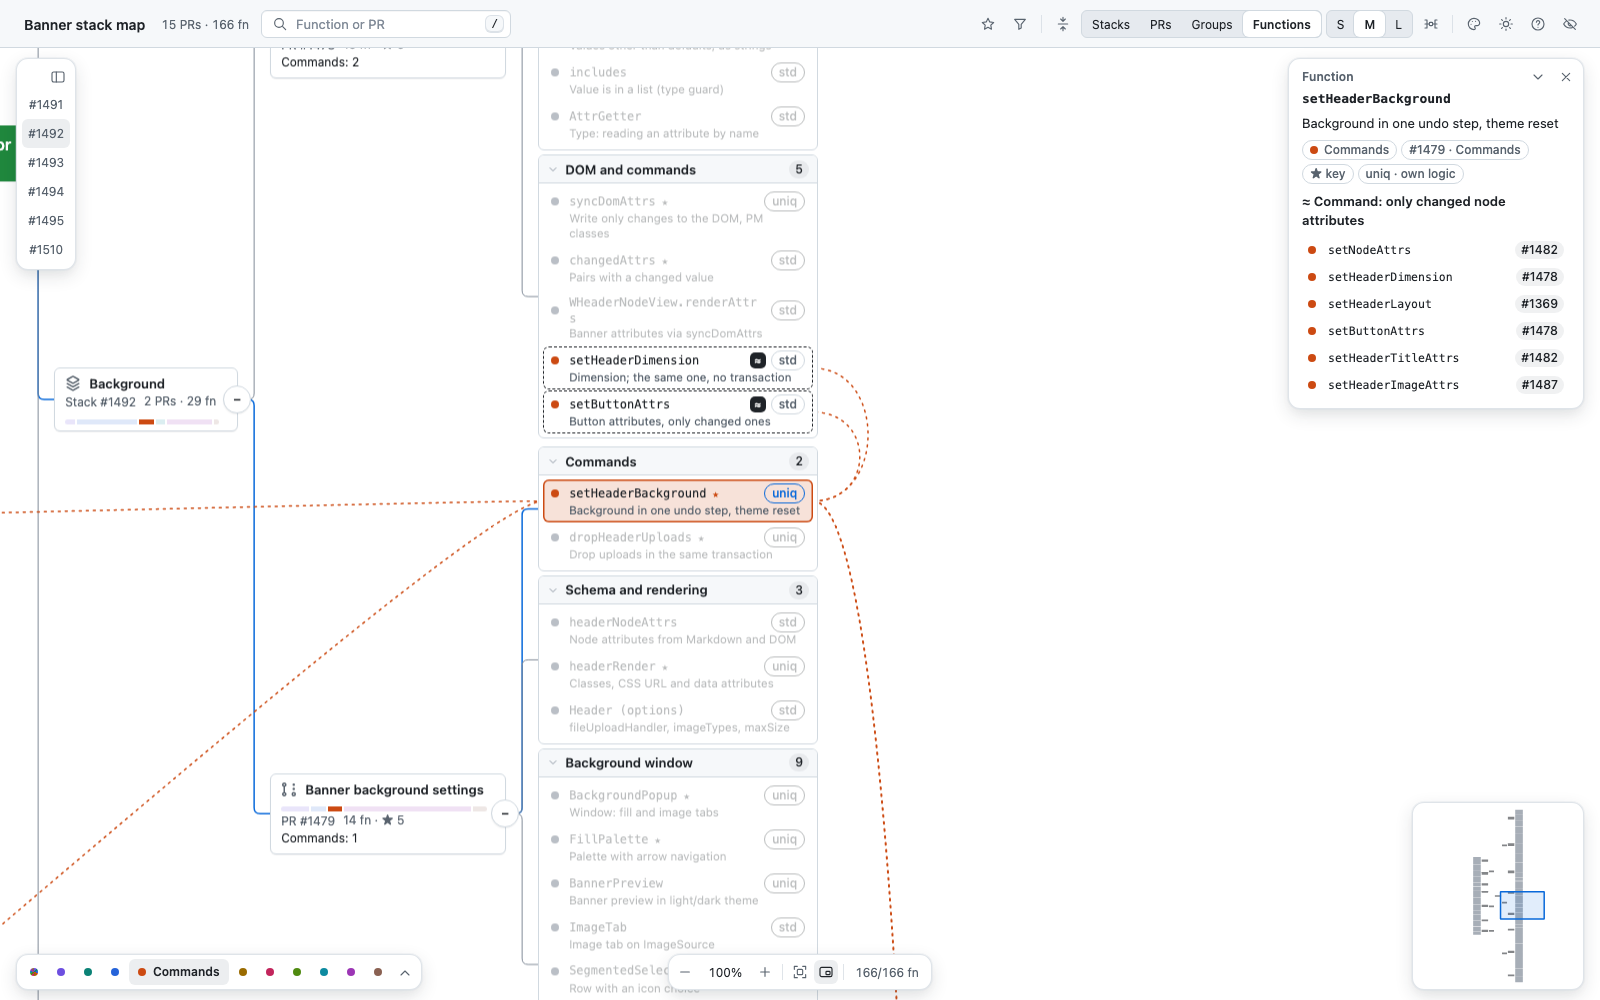 Banner stack map
15 PRs · 166 fn
Function or PR
/
Stacks
PRs
Groups
Functions
S
M
L
#1491
#1492
#1493
#1494
#1495
#1510
or
Commands: 2
Background
Stack #1492 2 PRs · 29 fn
Banner background settings
PR #1479 14 fn · ★ 5
Commands: 1
includes
std
Value is in a list (type guard)
AttrGetter
std
Type: reading an attribute by name
DOM and commands
5
syncDomAttrs ★
uniq
Write only changes to the DOM, PM
classes
changedAttrs ★
std
Pairs with a changed value
WHeaderNodeView.renderAttr
s
std
Banner attributes via syncDomAttrs
setHeaderDimension
≈
std
Dimension; the same one, no transaction
setButtonAttrs
≈
std
Button attributes, only changed ones
Commands
2
setHeaderBackground ★
uniq
Background in one undo step, theme reset
dropHeaderUploads ★
uniq
Drop uploads in the same transaction
Schema and rendering
3
headerNodeAttrs
std
Node attributes from Markdown and DOM
headerRender ★
uniq
Classes, CSS URL and data attributes
Header (options)
std
fileUploadHandler, imageTypes, maxSize
Background window
9
BackgroundPopup ★
uniq
Window: fill and image tabs
FillPalette ★
uniq
Palette with arrow navigation
BannerPreview
uniq
Banner preview in light/dark theme
ImageTab
std
Image tab on ImageSource
Row with an icon
Function
setHeaderBackground
Background in one undo step, theme reset
Commands
#1479 · Commands
★ key
uniq · own logic
≈ Command: only changed node
attributes
setNodeAttrs
#1482
setHeaderDimension
#1478
setHeaderLayout
#1369
setButtonAttrs
#1478
setHeaderTitleAttrs
#1482
setHeaderImageAttrs
#1487
Commands
− 100% +
166/166 fn